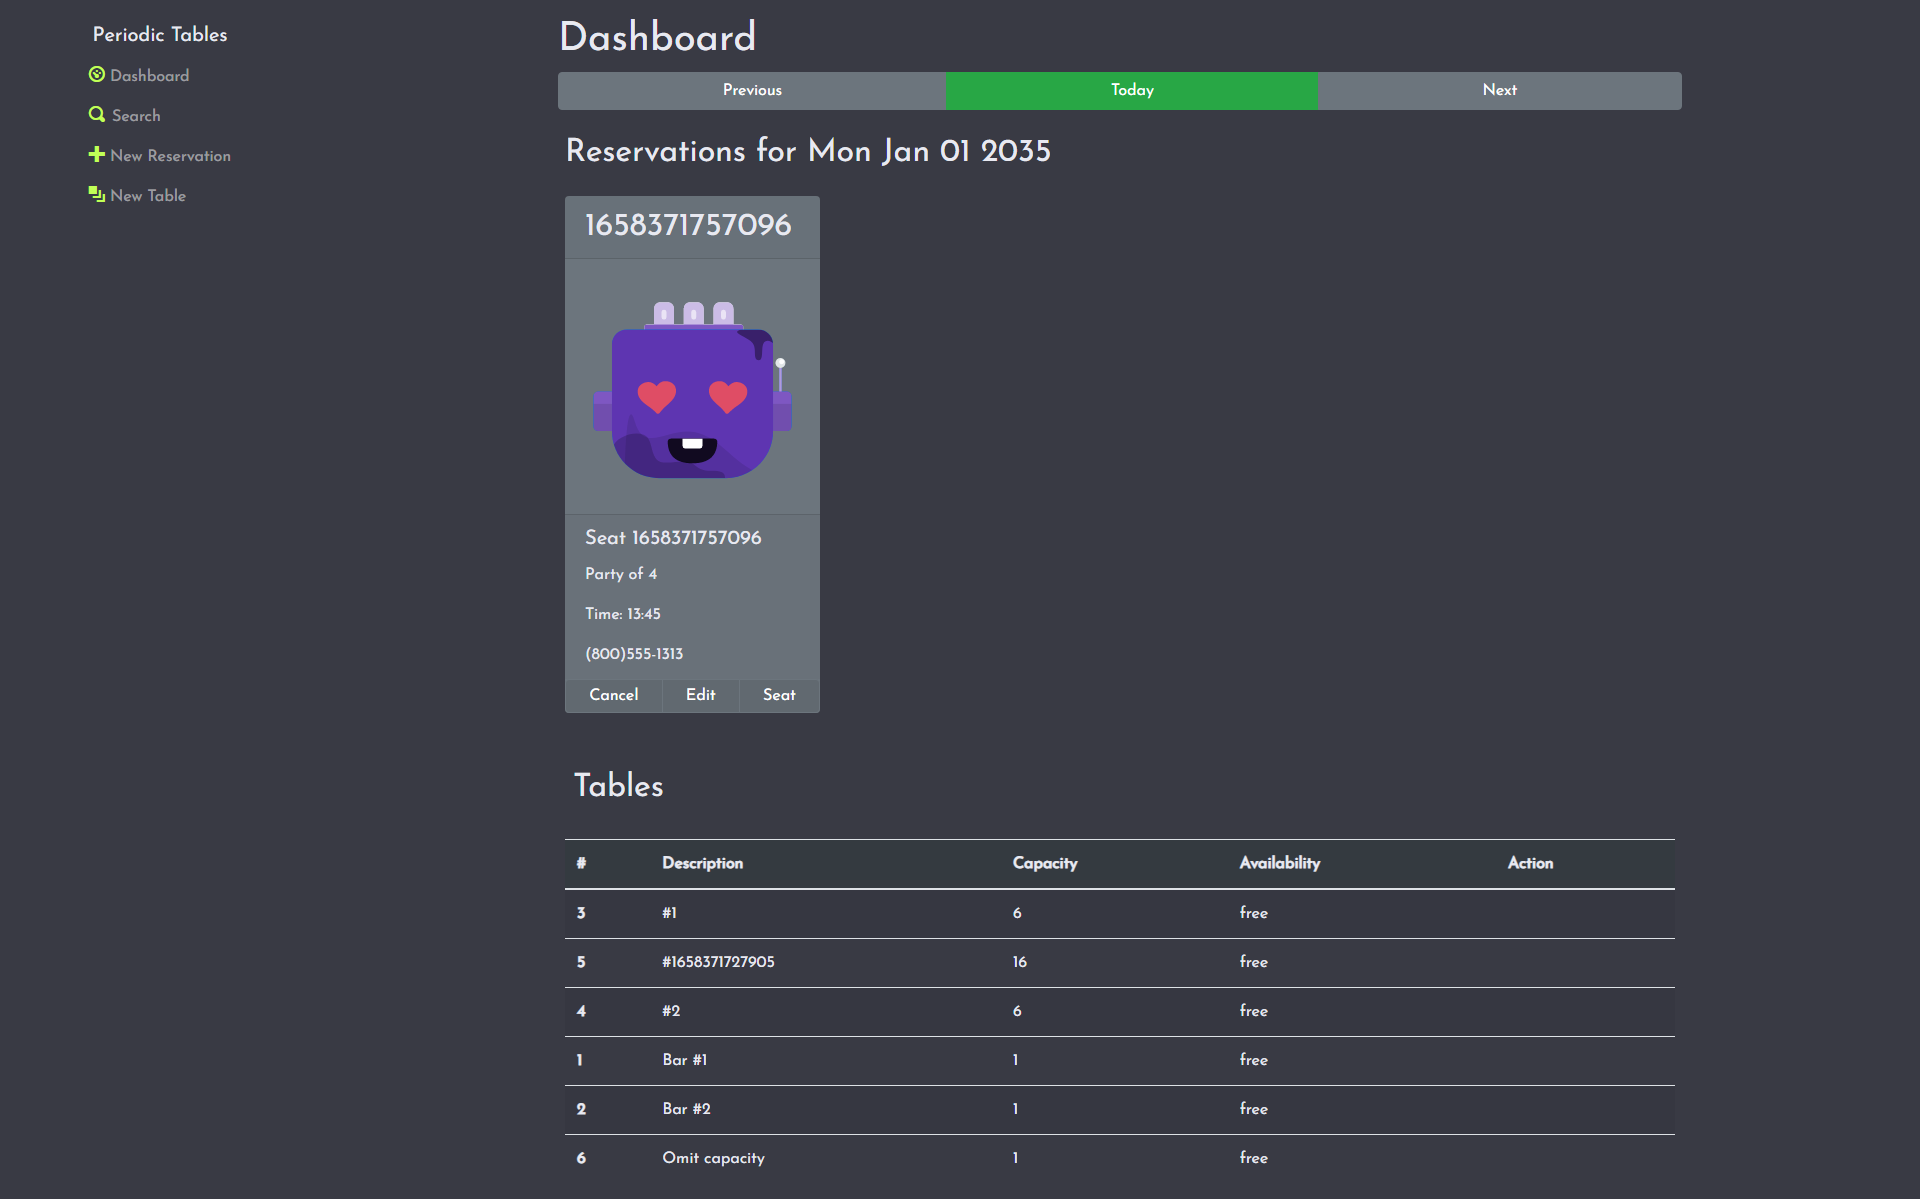 Periodic Tables
Dashboard
Search
New Reservation
New Table
Dashboard
Previous Today Next
Reservations for Mon Jan 01 2035
1658371757096
Seat 1658371757096
Party of 4
Time: 13:45
(800)555-1313
Cancel Edit Seat
Tables
# Description Capacity Availability Action
3 #1 6 free
5 #1658371727905 16 free
4 #2 6 free
1 Bar #1 1 free
2 Bar #2 1 free
6 Omit capacity 1 free